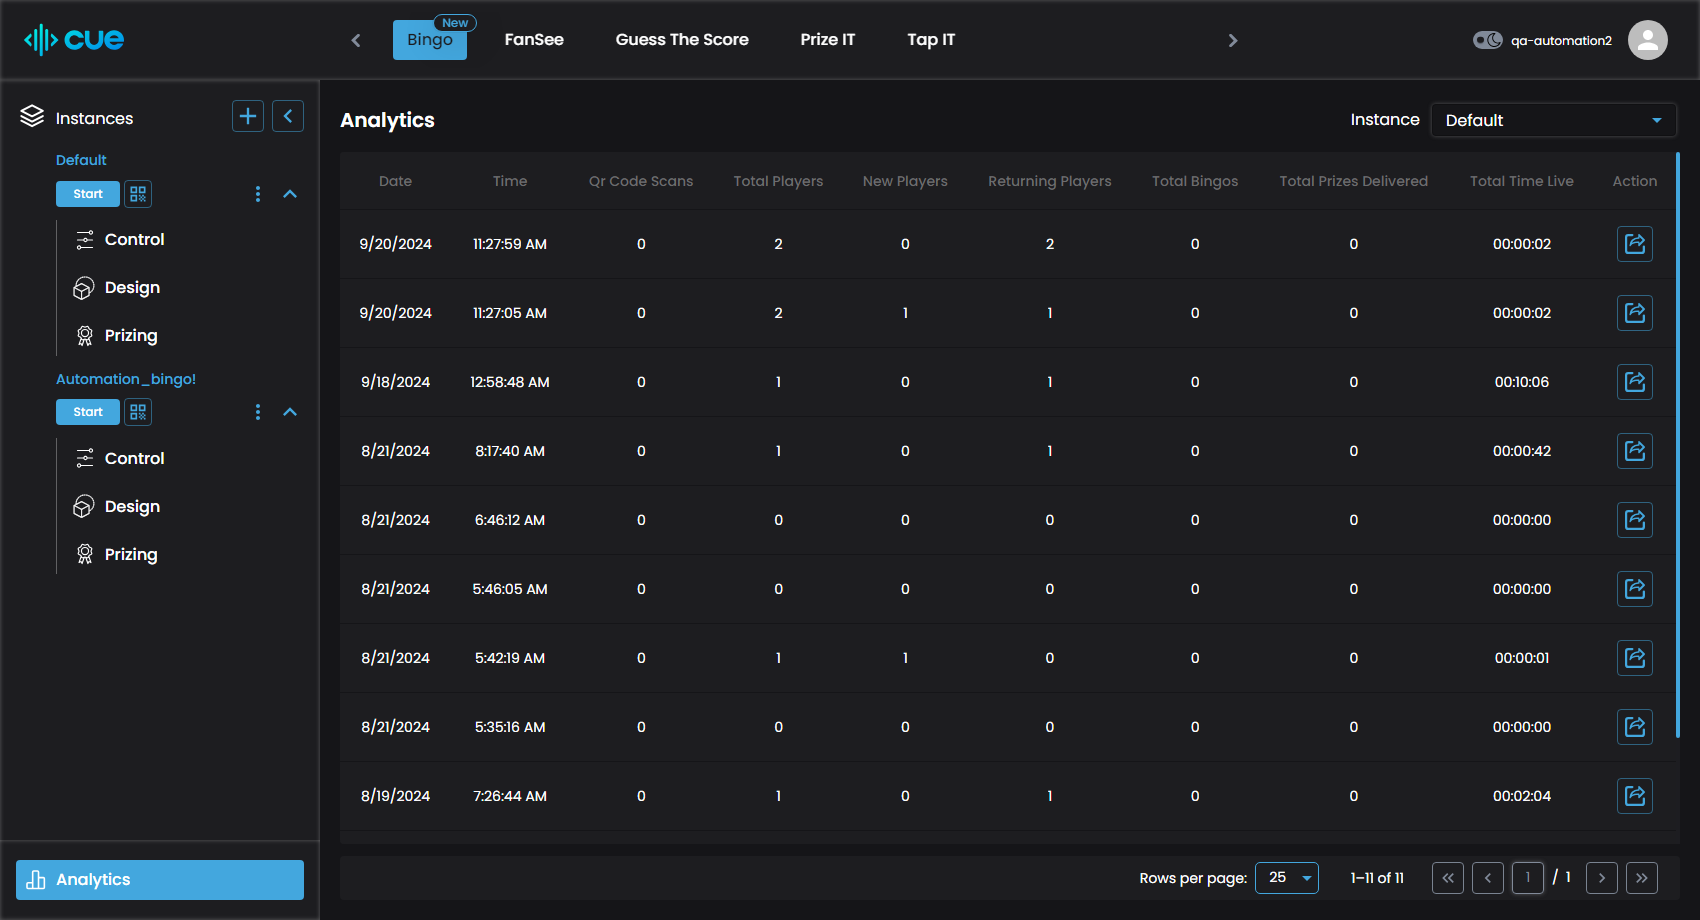 cue
Bingo
New
FanSee
Guess The Score
Prize IT
Tap IT
qa-automation2
Instances
Default
Start
Control
Design
Prizing
Automation_bingo!
Start
Control
Design
Prizing
Analytics
Analytics
Instance Default
Date Time Qr Code Scans Total Players New Players Returning Players Total Bingos Total Prizes Delivered Total Time Live Action
9/20/2024 11:27:59 AM 0 2 0 2 0 0 00:00:02
9/20/2024 11:27:05 AM 0 2 1 1 0 0 00:00:02
9/18/2024 12:58:48 AM 0 1 0 1 0 0 00:10:06
8/21/2024 8:17:40 AM 0 1 0 1 0 0 00:00:42
8/21/2024 6:46:12 AM 0 0 0 0 0 0 00:00:00
8/21/2024 5:46:05 AM 0 0 0 0 0 0 00:00:00
8/21/2024 5:42:19 AM 0 1 1 0 0 0 00:00:01
8/21/2024 5:35:16 AM 0 0 0 0 0 0 00:00:00
8/19/2024 7:26:44 AM 0 1 0 1 0 0 00:02:04
Rows per page: 25 1–11 of 11 1 / 1